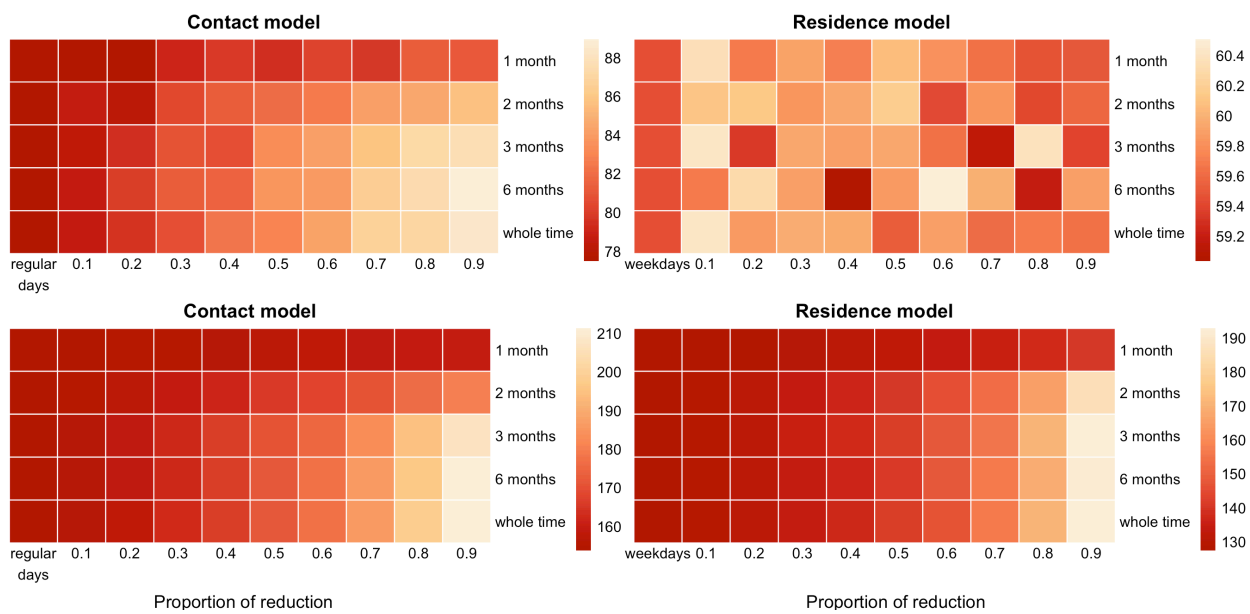 Contact model
1 month
2 months
3 months
6 months
whole time
88
86
84
82
80
78
regular
days
0.1 0.2 0.3 0.4 0.5 0.6 0.7 0.8 0.9
Residence model
1 month
2 months
3 months
6 months
whole time
60.4
60.2
60
59.8
59.6
59.4
59.2
weekdays 0.1 0.2 0.3 0.4 0.5 0.6 0.7 0.8 0.9
Contact model
1 month
2 months
3 months
6 months
whole time
210
200
190
180
170
160
regular
days
0.1 0.2 0.3 0.4 0.5 0.6 0.7 0.8 0.9
Proportion of reduction
Residence model
1 month
2 months
3 months
6 months
whole time
190
180
170
160
150
140
130
weekdays 0.1 0.2 0.3 0.4 0.5 0.6 0.7 0.8 0.9
Proportion of reduction